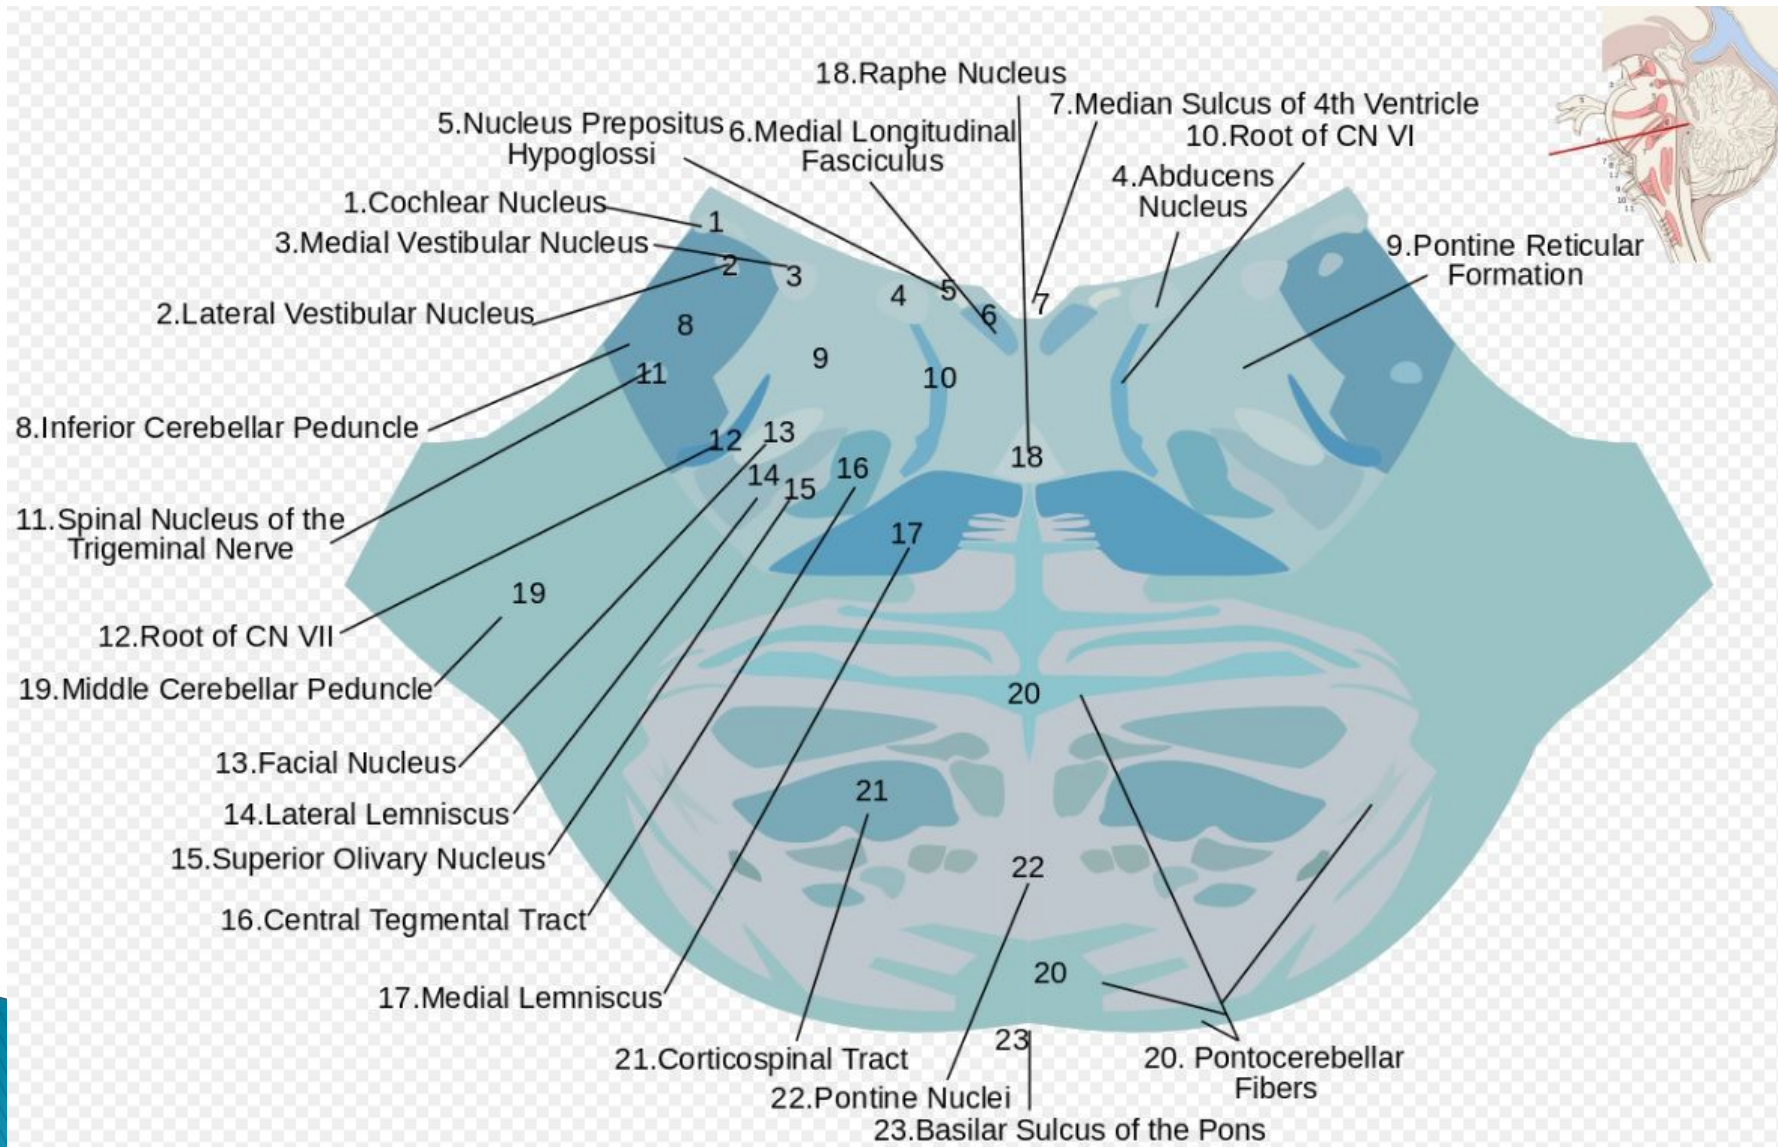 18.Raphe Nucleus
7.Median Sulcus of 4th Ventricle
5.Nucleus Prepositus
Hypoglossi
6.Medial Longitudinal
Fasciculus
10.Root of CN VI
4.Abducens
Nucleus
1.Cochlear Nucleus
3.Medial Vestibular Nucleus
9.Pontine Reticular
Formation
2.Lateral Vestibular Nucleus
8.Inferior Cerebellar Peduncle
11.Spinal Nucleus of the
Trigeminal Nerve
12.Root of CN VII
19.Middle Cerebellar Peduncle
13.Facial Nucleus
14.Lateral Lemniscus
15.Superior Olivary Nucleus
16.Central Tegmental Tract
17.Medial Lemniscus
21.Corticospinal Tract
22.Pontine Nuclei
23.Basilar Sulcus of the Pons
20. Pontocerebellar
Fibers
1
2
3
4
5
6
7
8
9
10
11
12
13
14
15
16
17
18
19
20
21
22
20
23